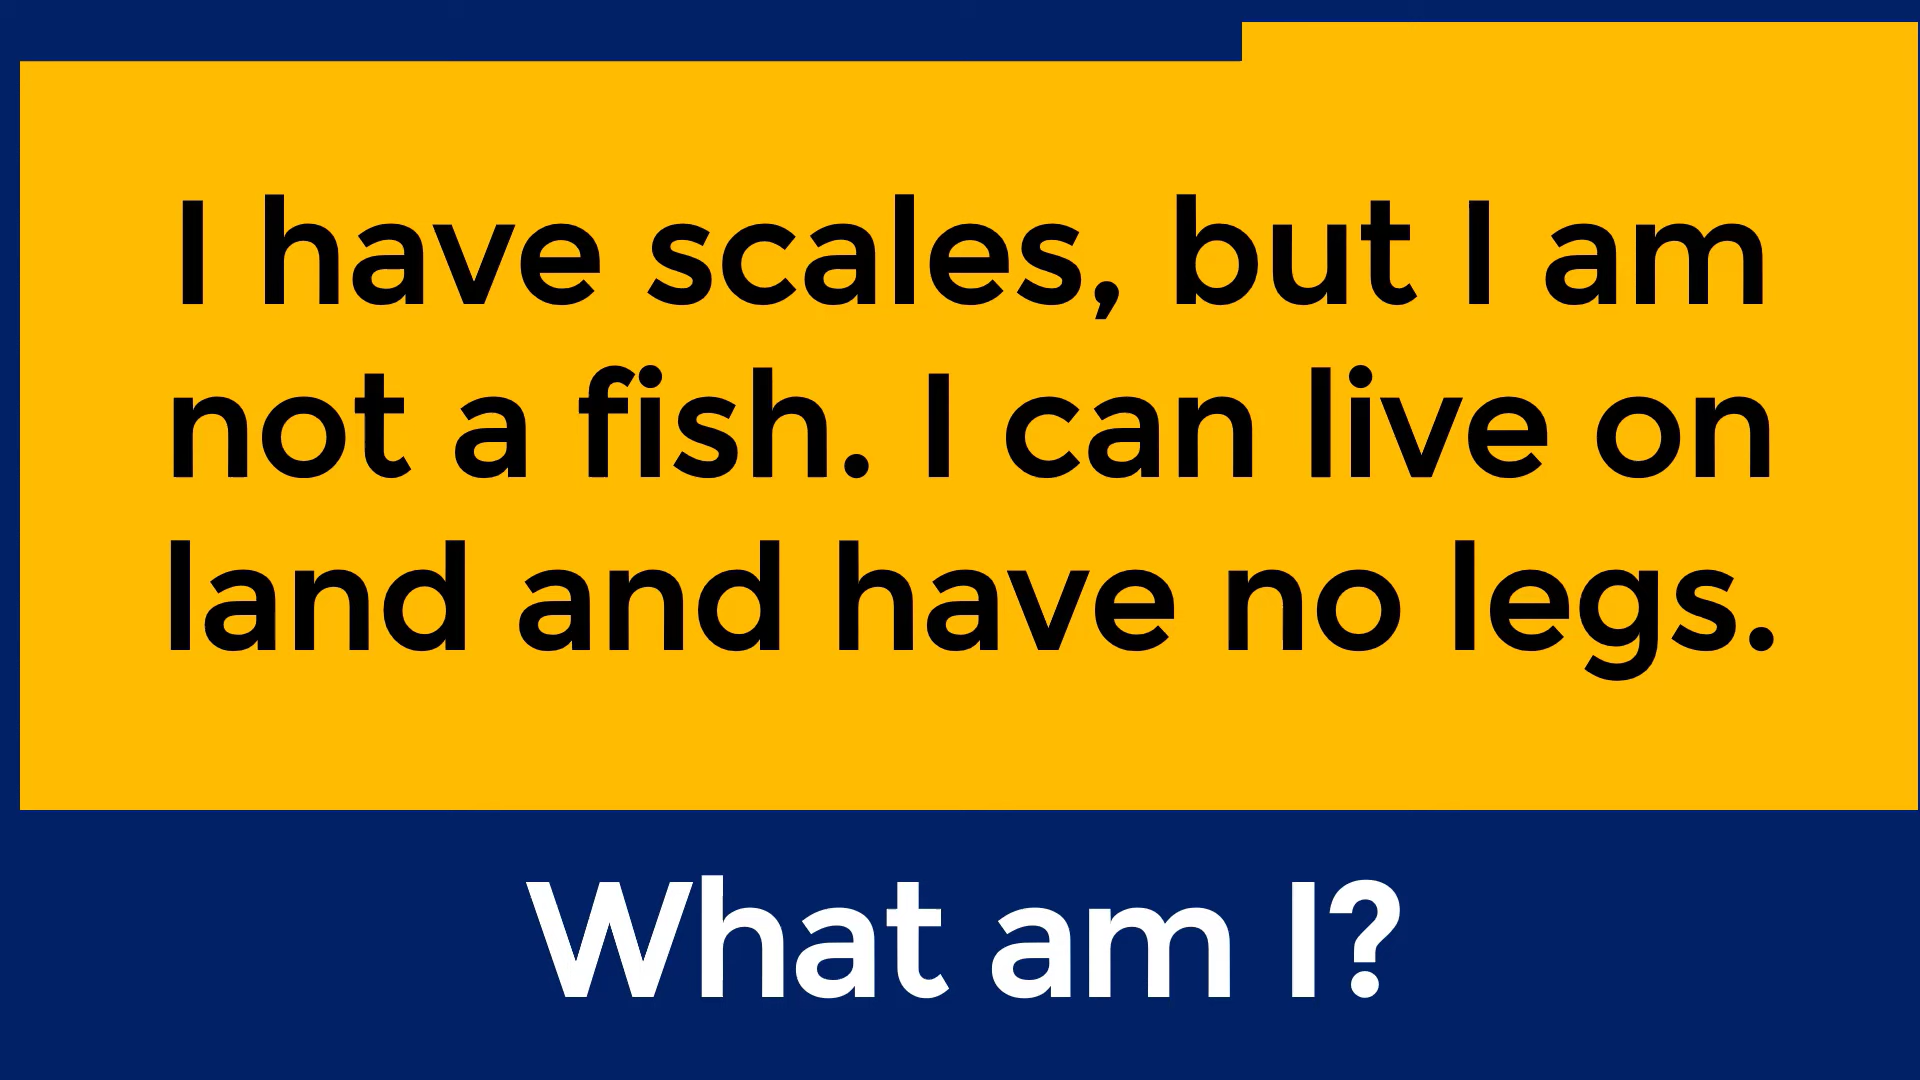 I have scales, but I am
not a fish. I can live on
land and have no legs.
What am I?